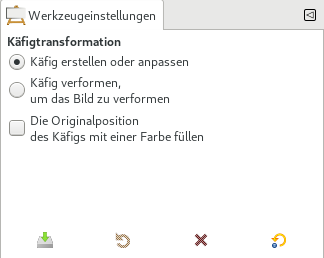 Werkzeugeinstellungen
Käfigtransformation
Käfig erstellen oder anpassen
Käfig verformen,
um das Bild zu verformen
Die Originalposition
des Käfigs mit einer Farbe füllen